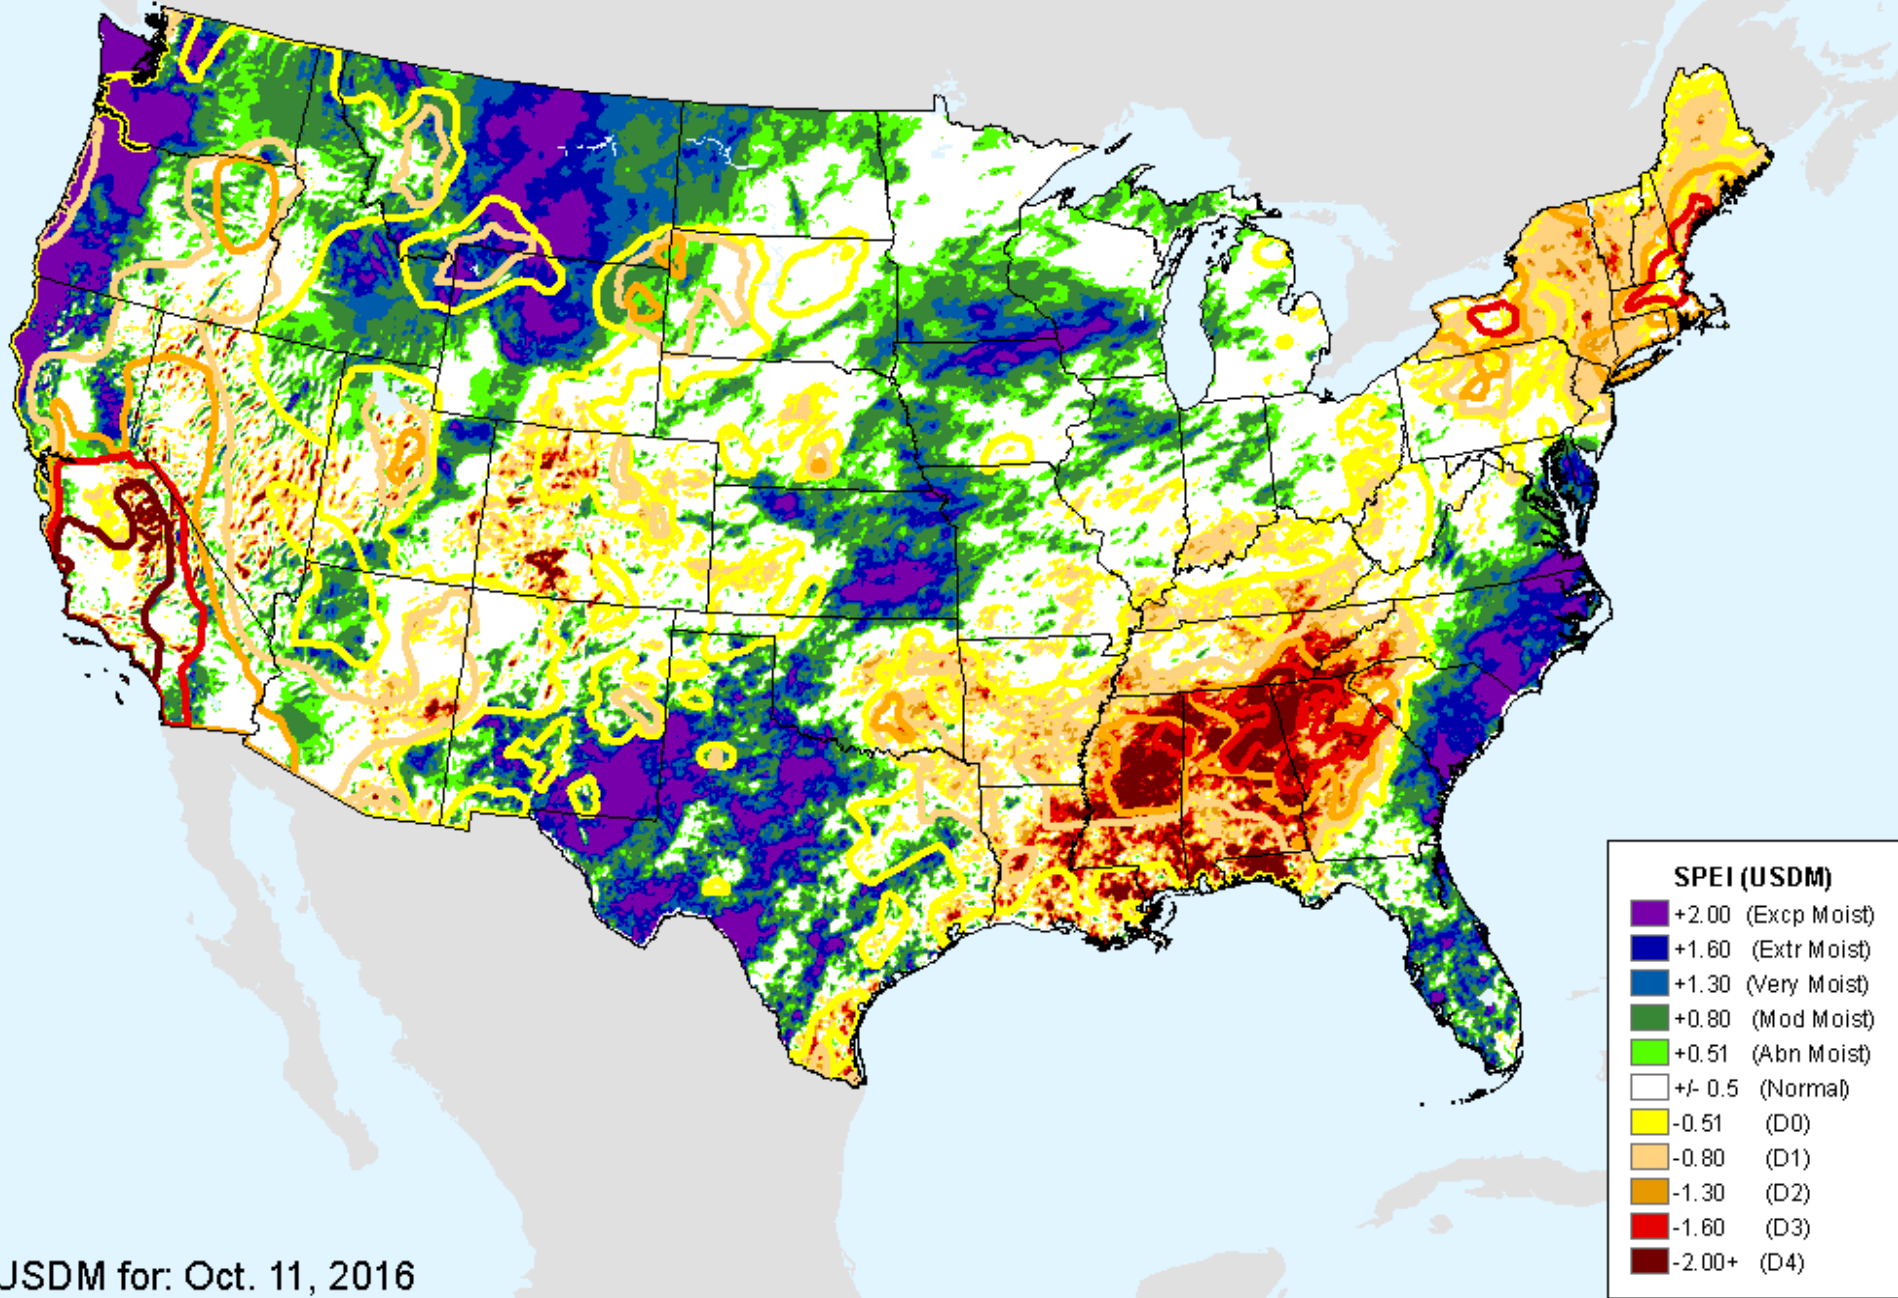 SPEI (USDM)
+2.00 (Excp Moist)
+1.60 (Extr Moist)
+1.30 (Very Moist)
+0.80 (Mod Moist)
+0.51 (Abn Moist)
+/- 0.5 (Normal)
-0.51 (D0)
-0.80 (D1)
-1.30 (D2)
-1.60 (D3)
-2.00+ (D4)
USDM for: Oct. 11, 2016